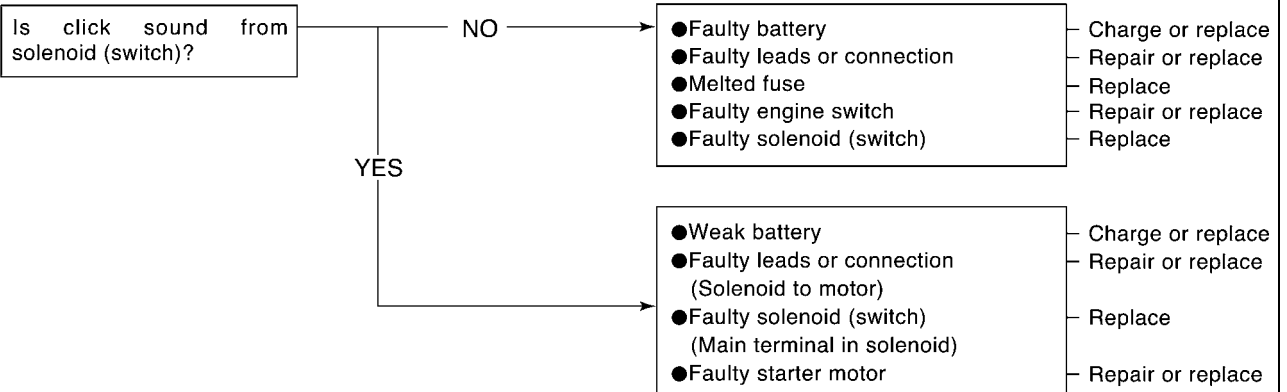 Is click sound from
solenoid (switch)?
NO
●Faulty battery
Charge or replace
●Faulty leads or connection
Repair or replace
●Melted fuse
Replace
●Faulty engine switch
Repair or replace
●Faulty solenoid (switch)
Replace
YES
●Weak battery
Charge or replace
●Faulty leads or connection
Repair or replace
(Solenoid to motor)
●Faulty solenoid (switch)
Replace
(Main terminal in solenoid)
●Faulty starter motor
Repair or replace